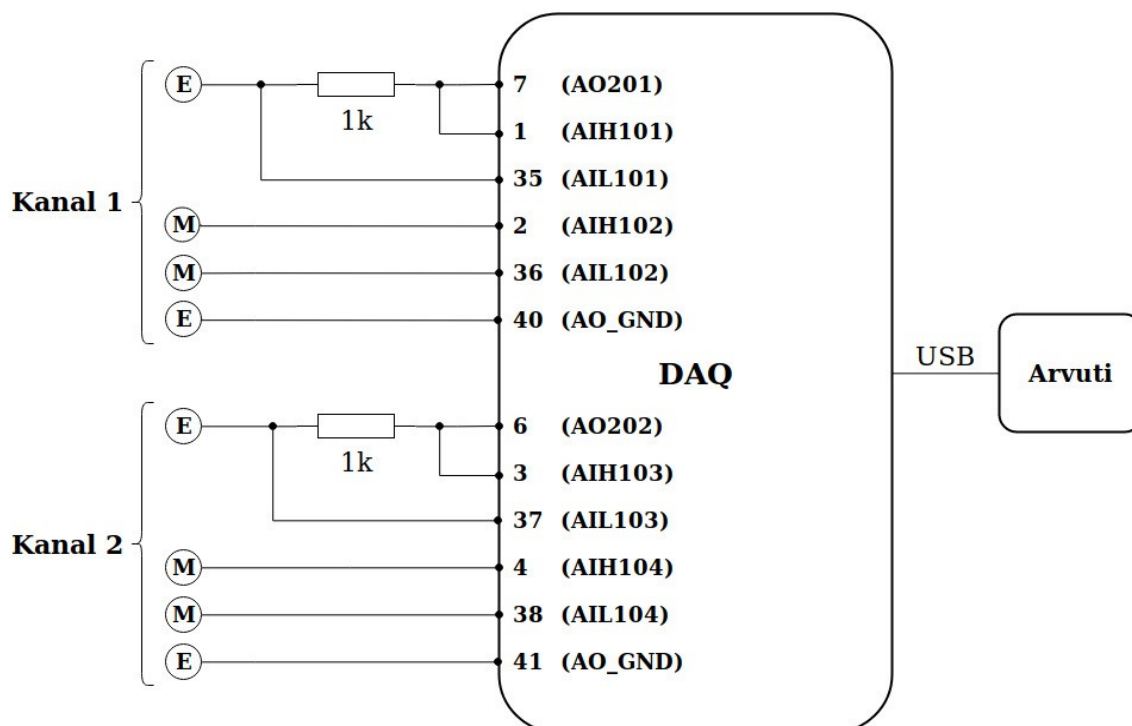 E
1k
7 (AO201)
1 (AIH101)
35 (AIL101)
Kanal 1
M
2 (AIH102)
M
36 (AIL102)
E
40 (AO_GND)
DAQ
USB
Arvuti
E
1k
6 (AO202)
3 (AIH103)
37 (AIL103)
Kanal 2
M
4 (AIH104)
M
38 (AIL104)
E
41 (AO_GND)